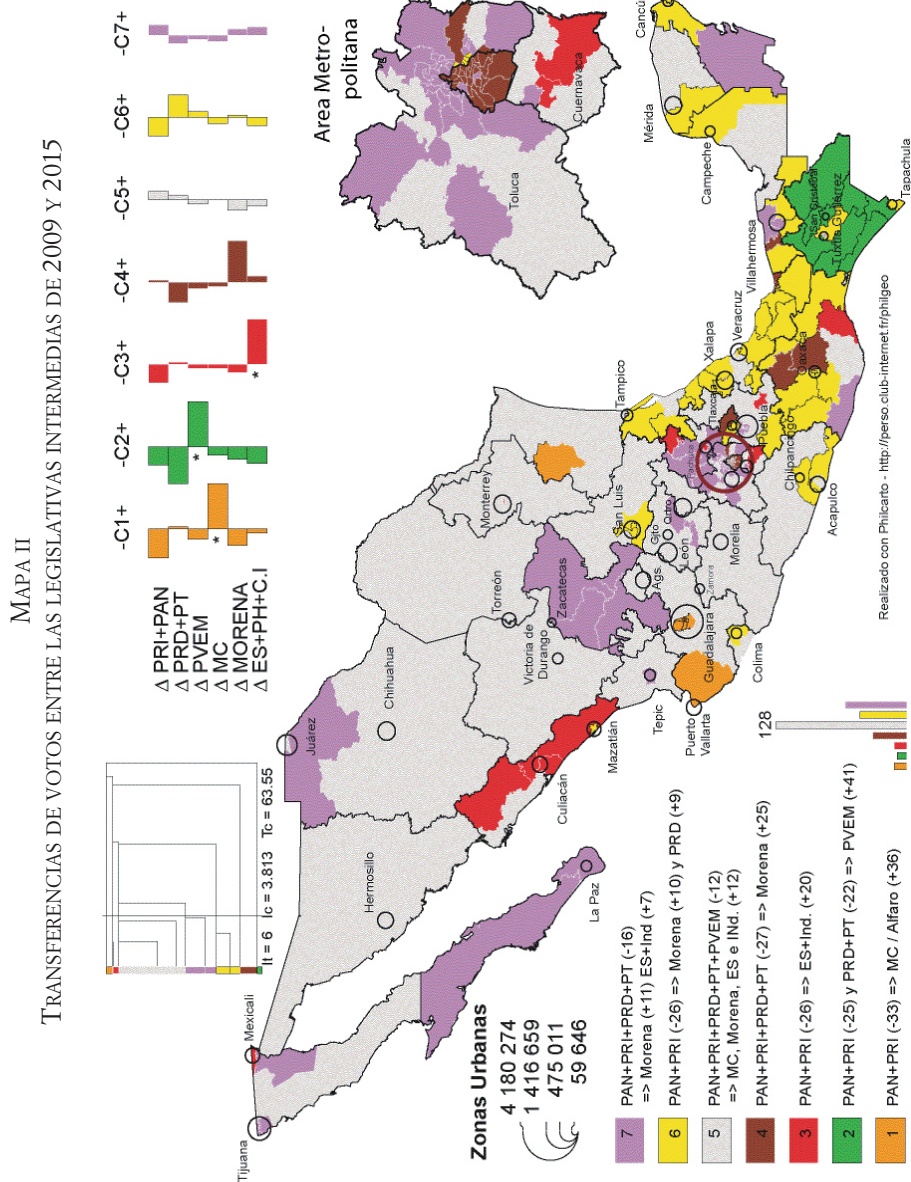 MAPA II
TRANSFERENCIAS DE VOTOS ENTRE LAS LEGISLATIVAS INTERMEDIAS DE 2009 Y 2015
It = 6 Ic = 3.813 Tc = 63.55
-C1+ -C2+ -C3+ -C4+ -C5+ -C6+ -C7+
Δ PRI+PAN
Δ PRD+PT
Δ PVEM
Δ MC
Δ MORENA
Δ ES+PH+C.I
* * *
Area Metro-
politana
Toluca
Cuernavaca
Tijuana
Mexicali
Hermosillo
Juárez
Chihuahua
La Paz
Culiacán
Mazatlán
Victoria de
Durango
Torreón
Zacatecas
Monterrey
San Luis
Tampico
Tepic
Puerto
Vallarta
Guadalajara
Ags.
León
Gto
Qtro
Zamora
Morelia
Colima
Pachuca
Tlaxcala
Puebla
Xalapa
Veracruz
Chilpancingo
Acapulco
Oaxaca
Villahermosa
San Cristóbal
Tuxtla Gutiérrez
Tapachula
Campeche
Mérida
Cancún
Zonas Urbanas
4 180 274
1 416 659
475 011
59 646
7 PAN+PRI+PRD+PT (-16)
=> Morena (+11) ES+Ind (+7)
6 PAN+PRI (-26) => Morena (+10) y PRD (+9)
5 PAN+PRI+PRD+PT+PVEM (-12)
=> MC, Morena, ES e INd. (+12)
4 PAN+PRI+PRD+PT (-27) => Morena (+25)
3 PAN+PRI (-26) => ES+Ind. (+20)
2 PAN+PRI (-25) y PRD+PT (-22) => PVEM (+41)
1 PAN+PRI (-33) => MC / Alfaro (+36)
128
Realizado con Philcarto - http://perso.club-internet.fr/philgeo